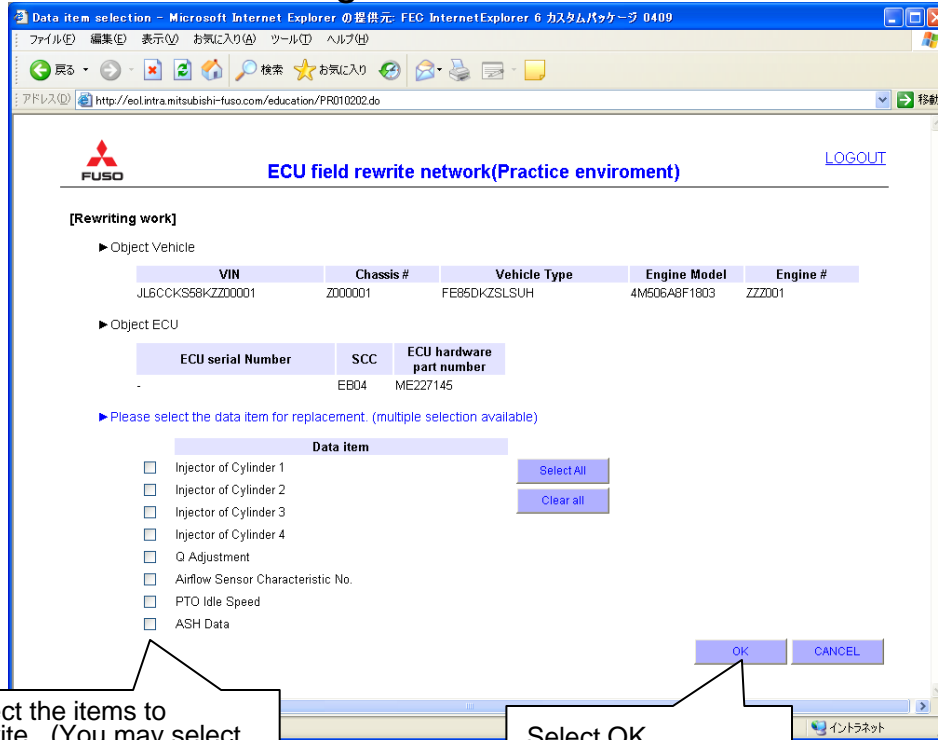 Data item selection - Microsoft Internet Explorer の提供元: FEC InternetExplorer 6 カスタムパッケージ 0409
ファイル(F) 編集(E) 表示(V) お気に入り(A) ツール(T) ヘルプ(H)
戻る 検索 お気に入り
アドレス(D) http://eol.intra.mitsubishi-fuso.com/education/PR010202.do 移動
FUSO
ECU field rewrite network(Practice enviroment)
LOGOUT
[Rewriting work]
►Object Vehicle
VIN Chassis # Vehicle Type Engine Model Engine #
JL6CCKS58KZZ00001 Z000001 FE85DKZSLSUH 4M506A8F1803 ZZZ001
►Object ECU
ECU serial Number SCC ECU hardware part number
- EB04 ME227145
►Please select the data item for replacement. (multiple selection available)
Data item
Injector of Cylinder 1
Select All
Injector of Cylinder 2
Clear all
Injector of Cylinder 3
Injector of Cylinder 4
Q Adjustment
Airflow Sensor Characteristic No.
PTO Idle Speed
ASH Data
OK CANCEL
ect the items to
ite. (You may select
Select OK
イントラネット